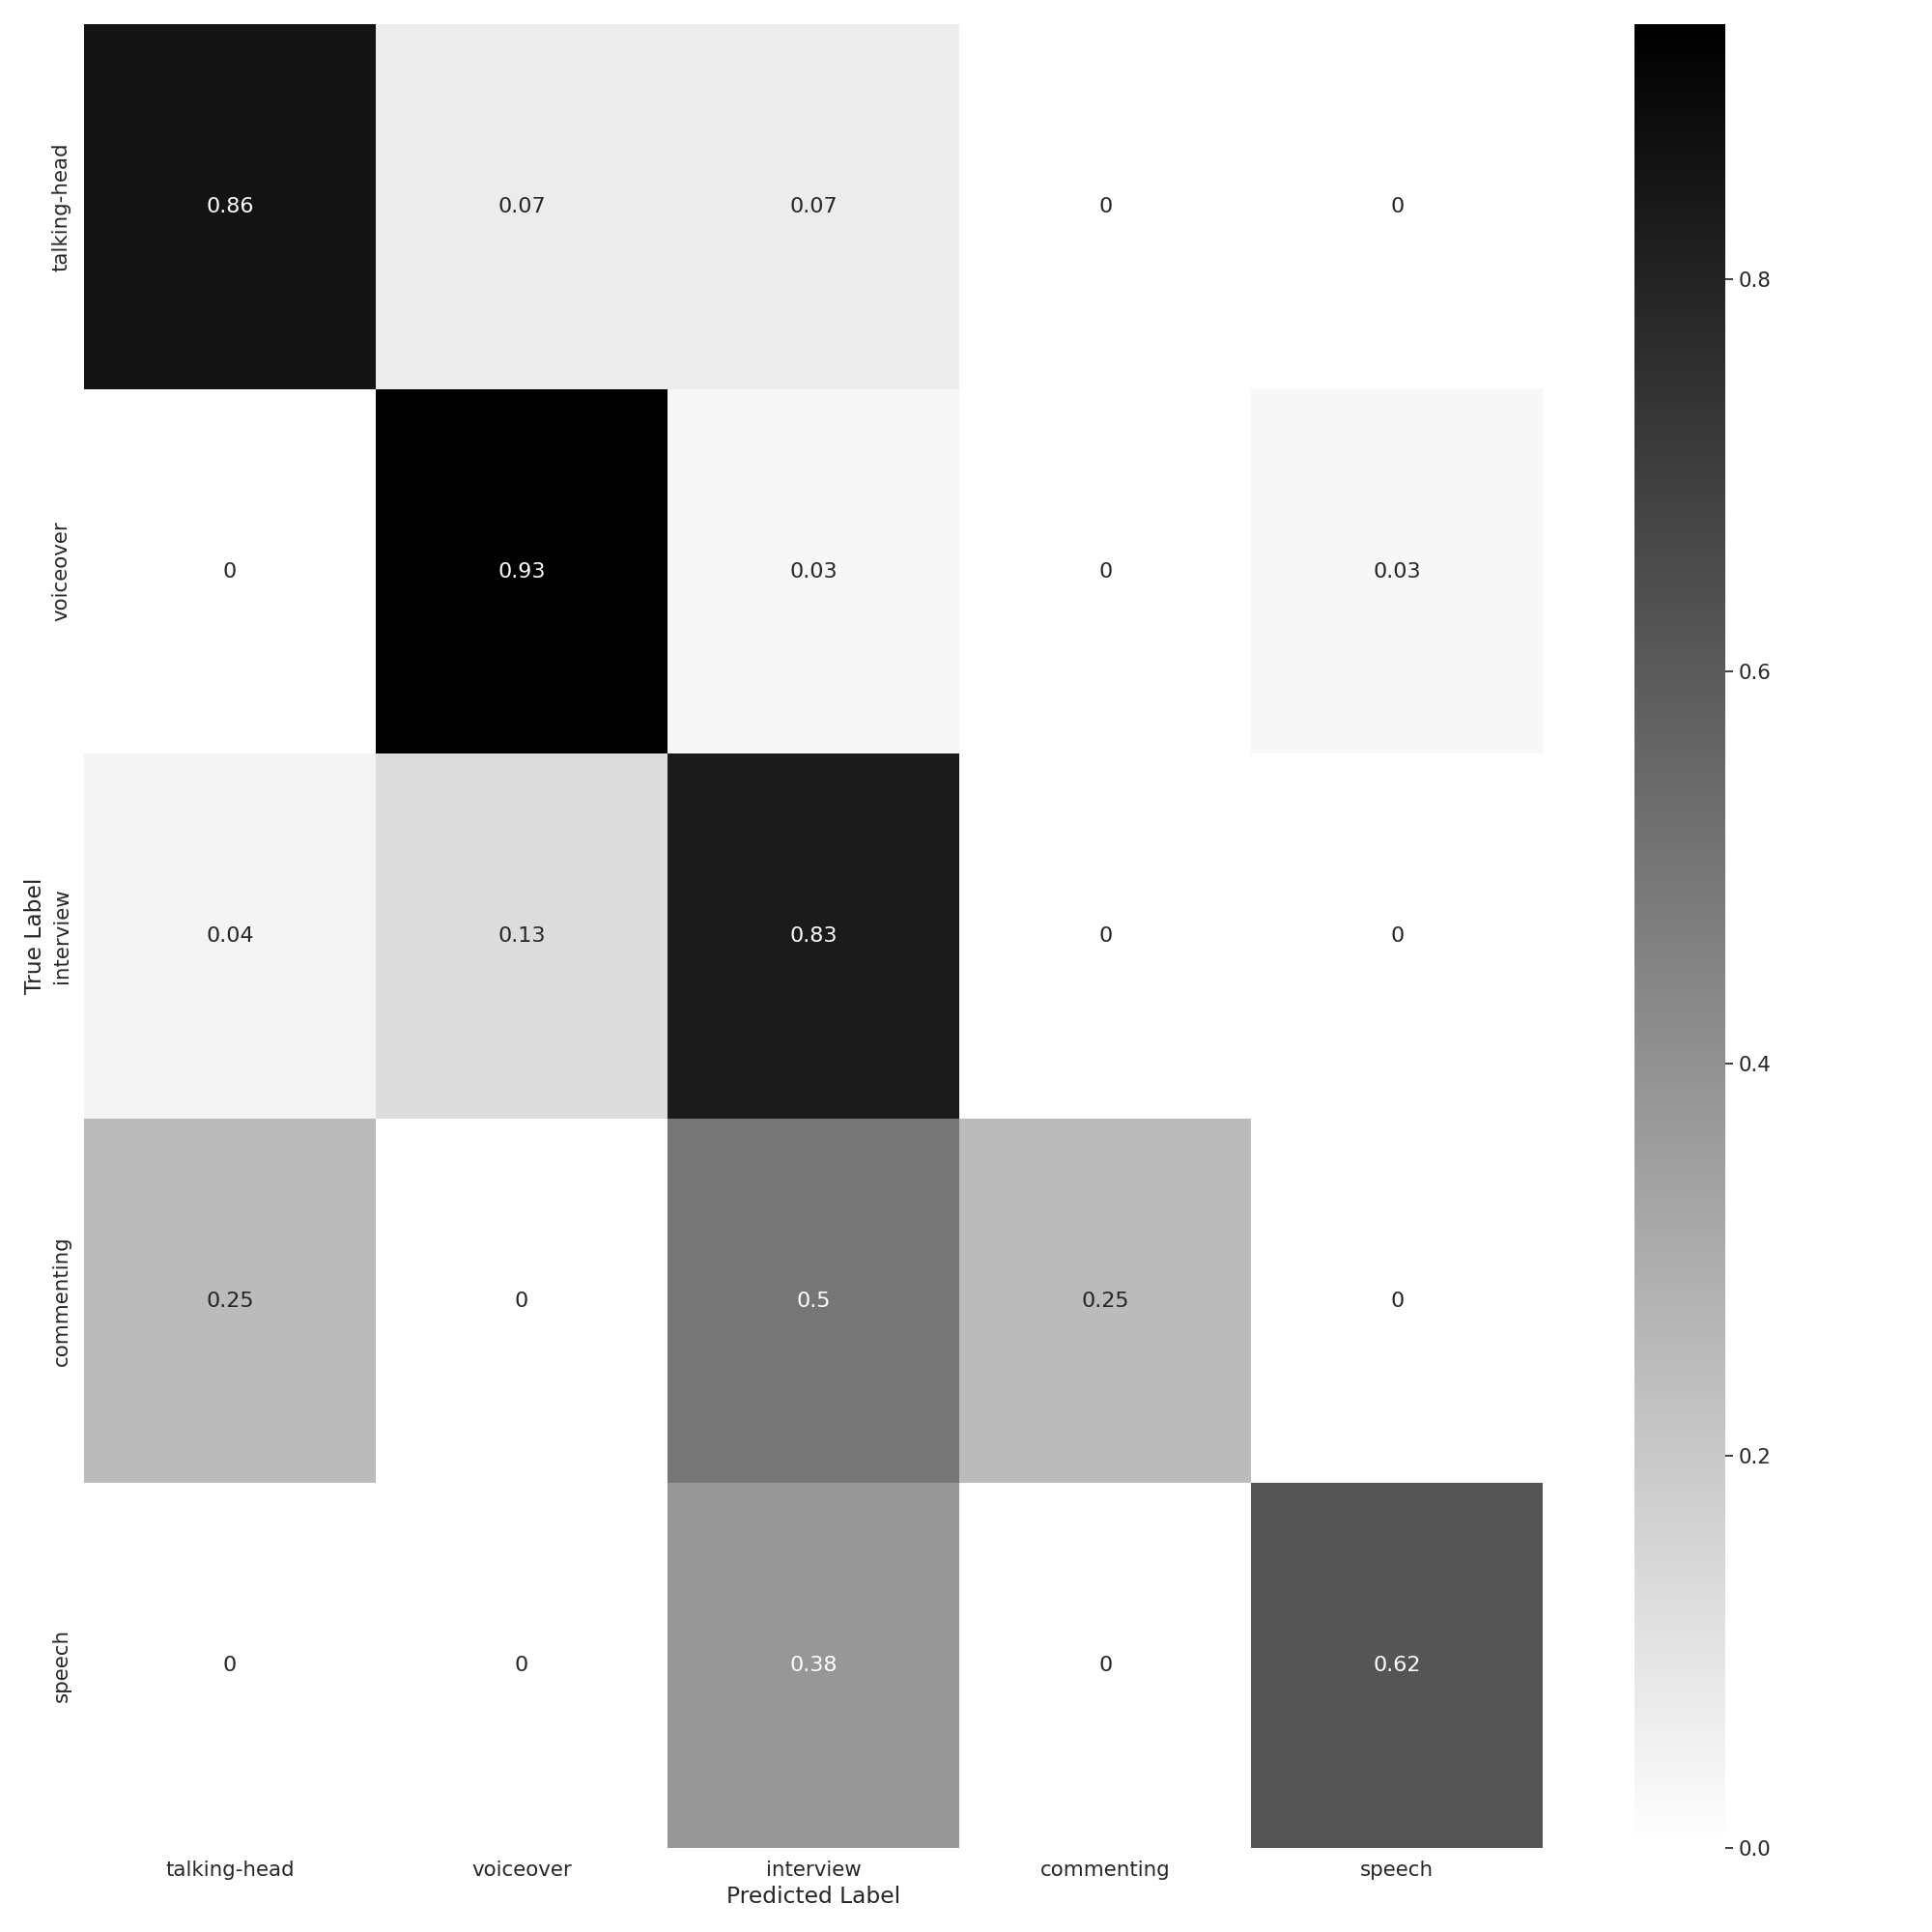 talking-head
0.86 0.07 0.07 0 0
voiceover
0 0.93 0.03 0 0.03
True Label
interview
0.04 0.13 0.83 0 0
commenting
0.25 0 0.5 0.25 0
speech
0 0 0.38 0 0.62
talking-head voiceover interview commenting speech
Predicted Label
0.8
0.6
0.4
0.2
0.0